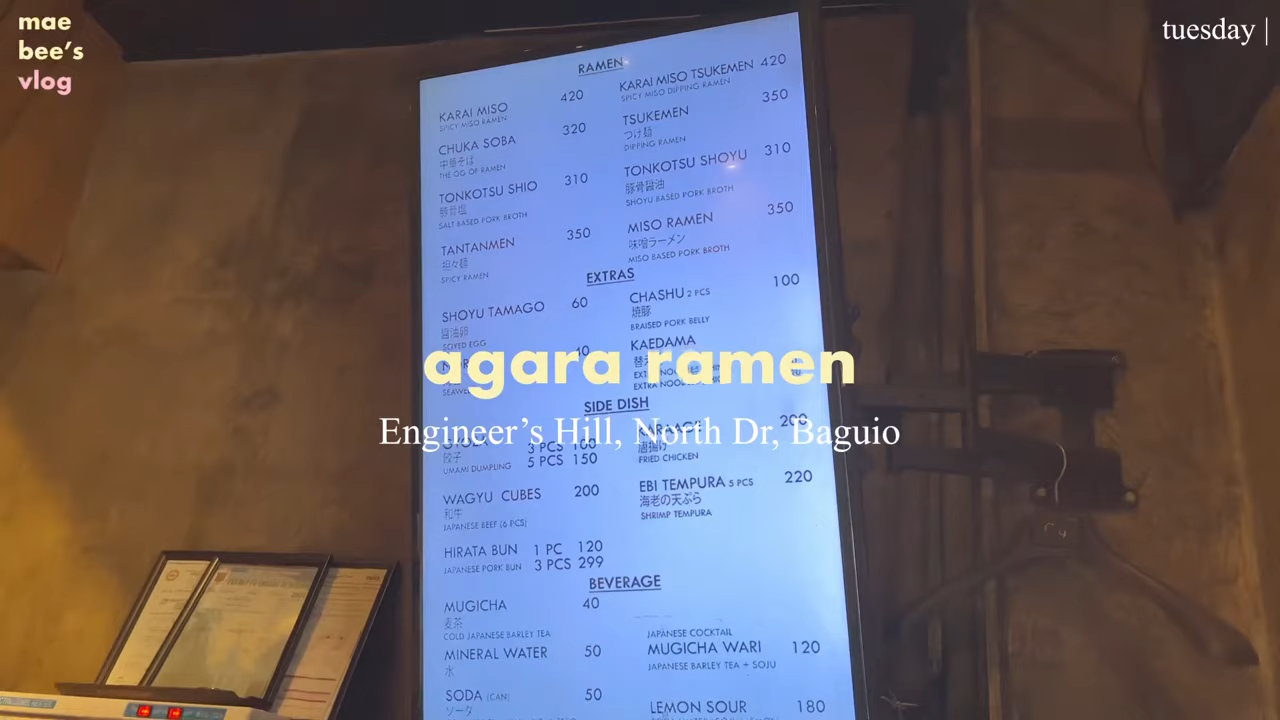 mae
bee's
vlog
tuesday |
RAMEN
KARAI MISO 420
SPICY MISO RAMEN
CHUKA SOBA 320
中華そば
THE OG OF RAMEN
TONKOTSU SHIO 310
豚骨塩
SALT BASED PORK BROTH
TANTANMEN 350
担々麺
SPICY RAMEN
KARAI MISO TSUKEMEN 420
SPICY MISO DIPPING RAMEN
TSUKEMEN 350
つけ麺
DIPPING RAMEN
TONKOTSU SHOYU 310
豚骨醤油
SHOYU BASED PORK BROTH
MISO RAMEN 350
味噌ラーメン
MISO BASED PORK BROTH
EXTRAS
SHOYU TAMAGO 60
醤油卵
SOYED EGG
CHASHU 2 PCS 100
焼豚
BRAISED PORK BELLY
KAEDAMA
agara ramen
Engineer's Hill, North Dr, Baguio
SIDE DISH
3 PCS 100
餃子
UMAMI DUMPLING 5 PCS 150
WAGYU CUBES 200
和牛
JAPANESE BEEF (6 PCS)
HIRATA BUN 1 PC 120
JAPANESE PORK BUN 3 PCS 299
200
唐揚げ
FRIED CHICKEN
EBI TEMPURA 5 PCS 220
海老の天ぷら
SHRIMP TEMPURA
BEVERAGE
MUGICHA 40
麦茶
COLD JAPANESE BARLEY TEA
MINERAL WATER 50
水
SODA (CAN) 50
ソーダ
JAPANESE COCKTAIL
MUGICHA WARI 120
JAPANESE BARLEY TEA + SOJU
LEMON SOUR 180